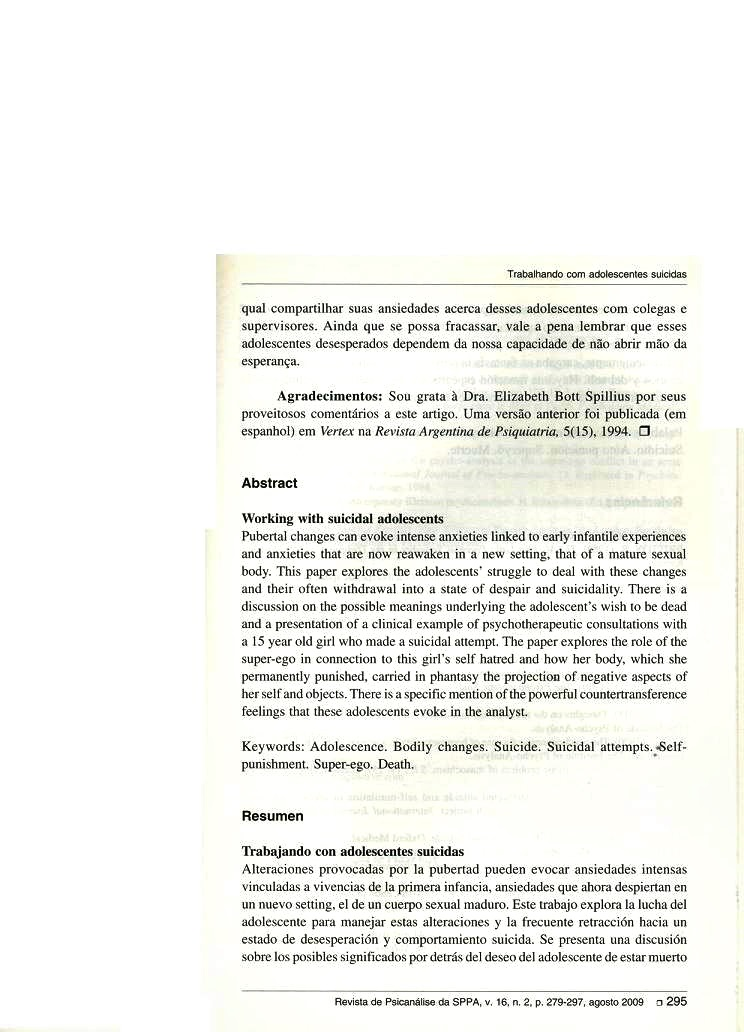 Trabalhando com adolescentes suicidas
qual compartilhar suas ansiedades acerca desses adolescentes com colegas e
supervisores. Ainda que se possa fracassar, vale a pena lembrar que esses
adolescentes desesperados dependem da nossa capacidade de não abrir mão da
esperança.
Agradecimentos: Sou grata à Dra. Elizabeth Bott Spillius por seus
proveitosos comentários a este artigo. Uma versão anterior foi publicada (em
espanhol) em Vertex na Revista Argentina de Psiquiatria, 5(15), 1994. ❒
Abstract
Working with suicidal adolescents
Pubertal changes can evoke intense anxieties linked to early infantile experiences
and anxieties that are now reawaken in a new setting, that of a mature sexual
body. This paper explores the adolescents' struggle to deal with these changes
and their often withdrawal into a state of despair and suicidality. There is a
discussion on the possible meanings underlying the adolescent's wish to be dead
and a presentation of a clinical example of psychotherapeutic consultations with
a 15 year old girl who made a suicidal attempt. The paper explores the role of the
super-ego in connection to this girl's self hatred and how her body, which she
permanently punished, carried in phantasy the projection of negative aspects of
her self and objects. There is a specific mention of the powerful countertransference
feelings that these adolescents evoke in the analyst.
Keywords: Adolescence. Bodily changes. Suicide. Suicidal attempts. Self-
punishment. Super-ego. Death.
Resumen
Trabajando con adolescentes suicidas
Alteraciones provocadas por la pubertad pueden evocar ansiedades intensas
vinculadas a vivencias de la primera infancia, ansiedades que ahora despiertan en
un nuevo setting, el de un cuerpo sexual maduro. Este trabajo explora la lucha del
adolescente para manejar estas alteraciones y la frecuente retracción hacia un
estado de desesperación y comportamiento suicida. Se presenta una discusión
sobre los posibles significados por detrás del deseo del adolescente de estar muerto
Revista de Psicanálise da SPPA, v. 16, n. 2, p. 279-297, agosto 2009 ❒ 295